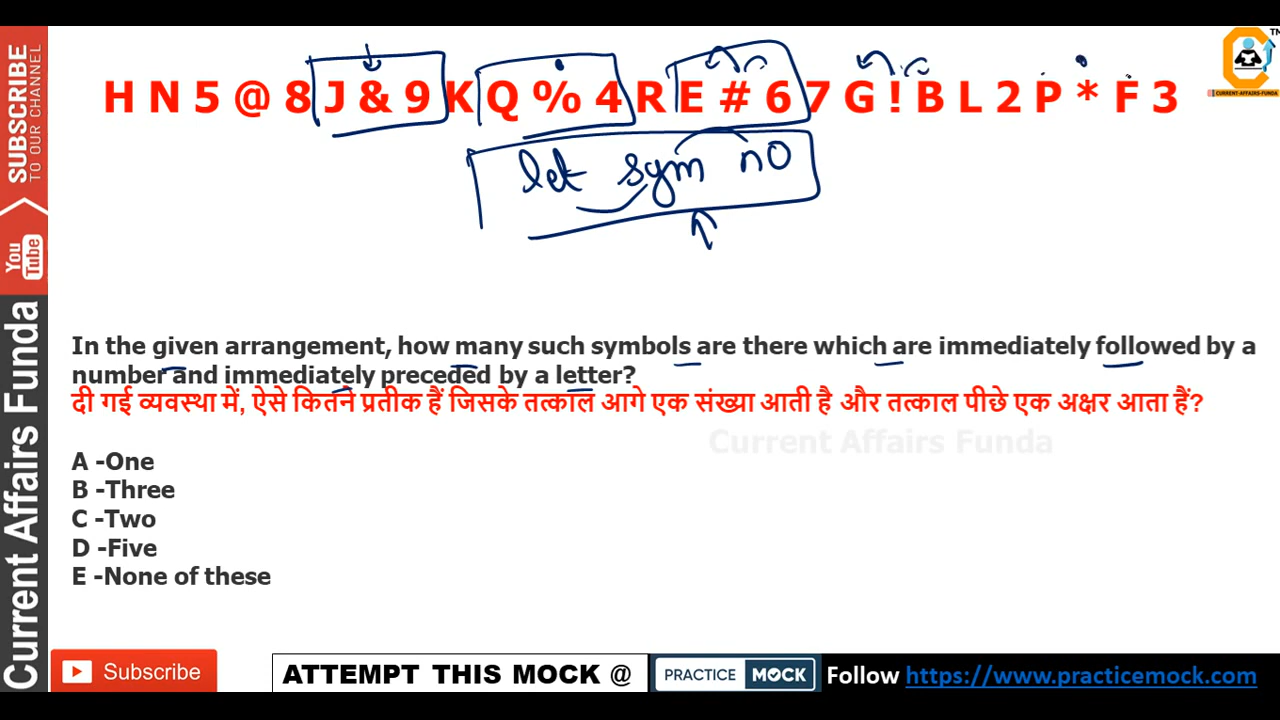 H N 5 @ 8 J & 9 K Q % 4 R E # 6 7 G ! B L 2 P * F 3
let sym no
In the given arrangement, how many such symbols are there which are immediately followed by a
number and immediately preceded by a letter?
दी गई व्यवस्था में, ऐसे कितने प्रतीक हैं जिसके तत्काल आगे एक संख्या आती है और तत्काल पीछे एक अक्षर आता हैं?
Current Affairs Funda
A -One
B -Three
C -Two
D -Five
E -None of these
Subscribe
ATTEMPT THIS MOCK @
PRACTICE MOCK
Follow https://www.practicemock.com
SUBSCRIBE
TO OUR CHANNEL
You
Tube
Current Affairs Funda
TM
CURRENT-AFFAIRS-FUNDA